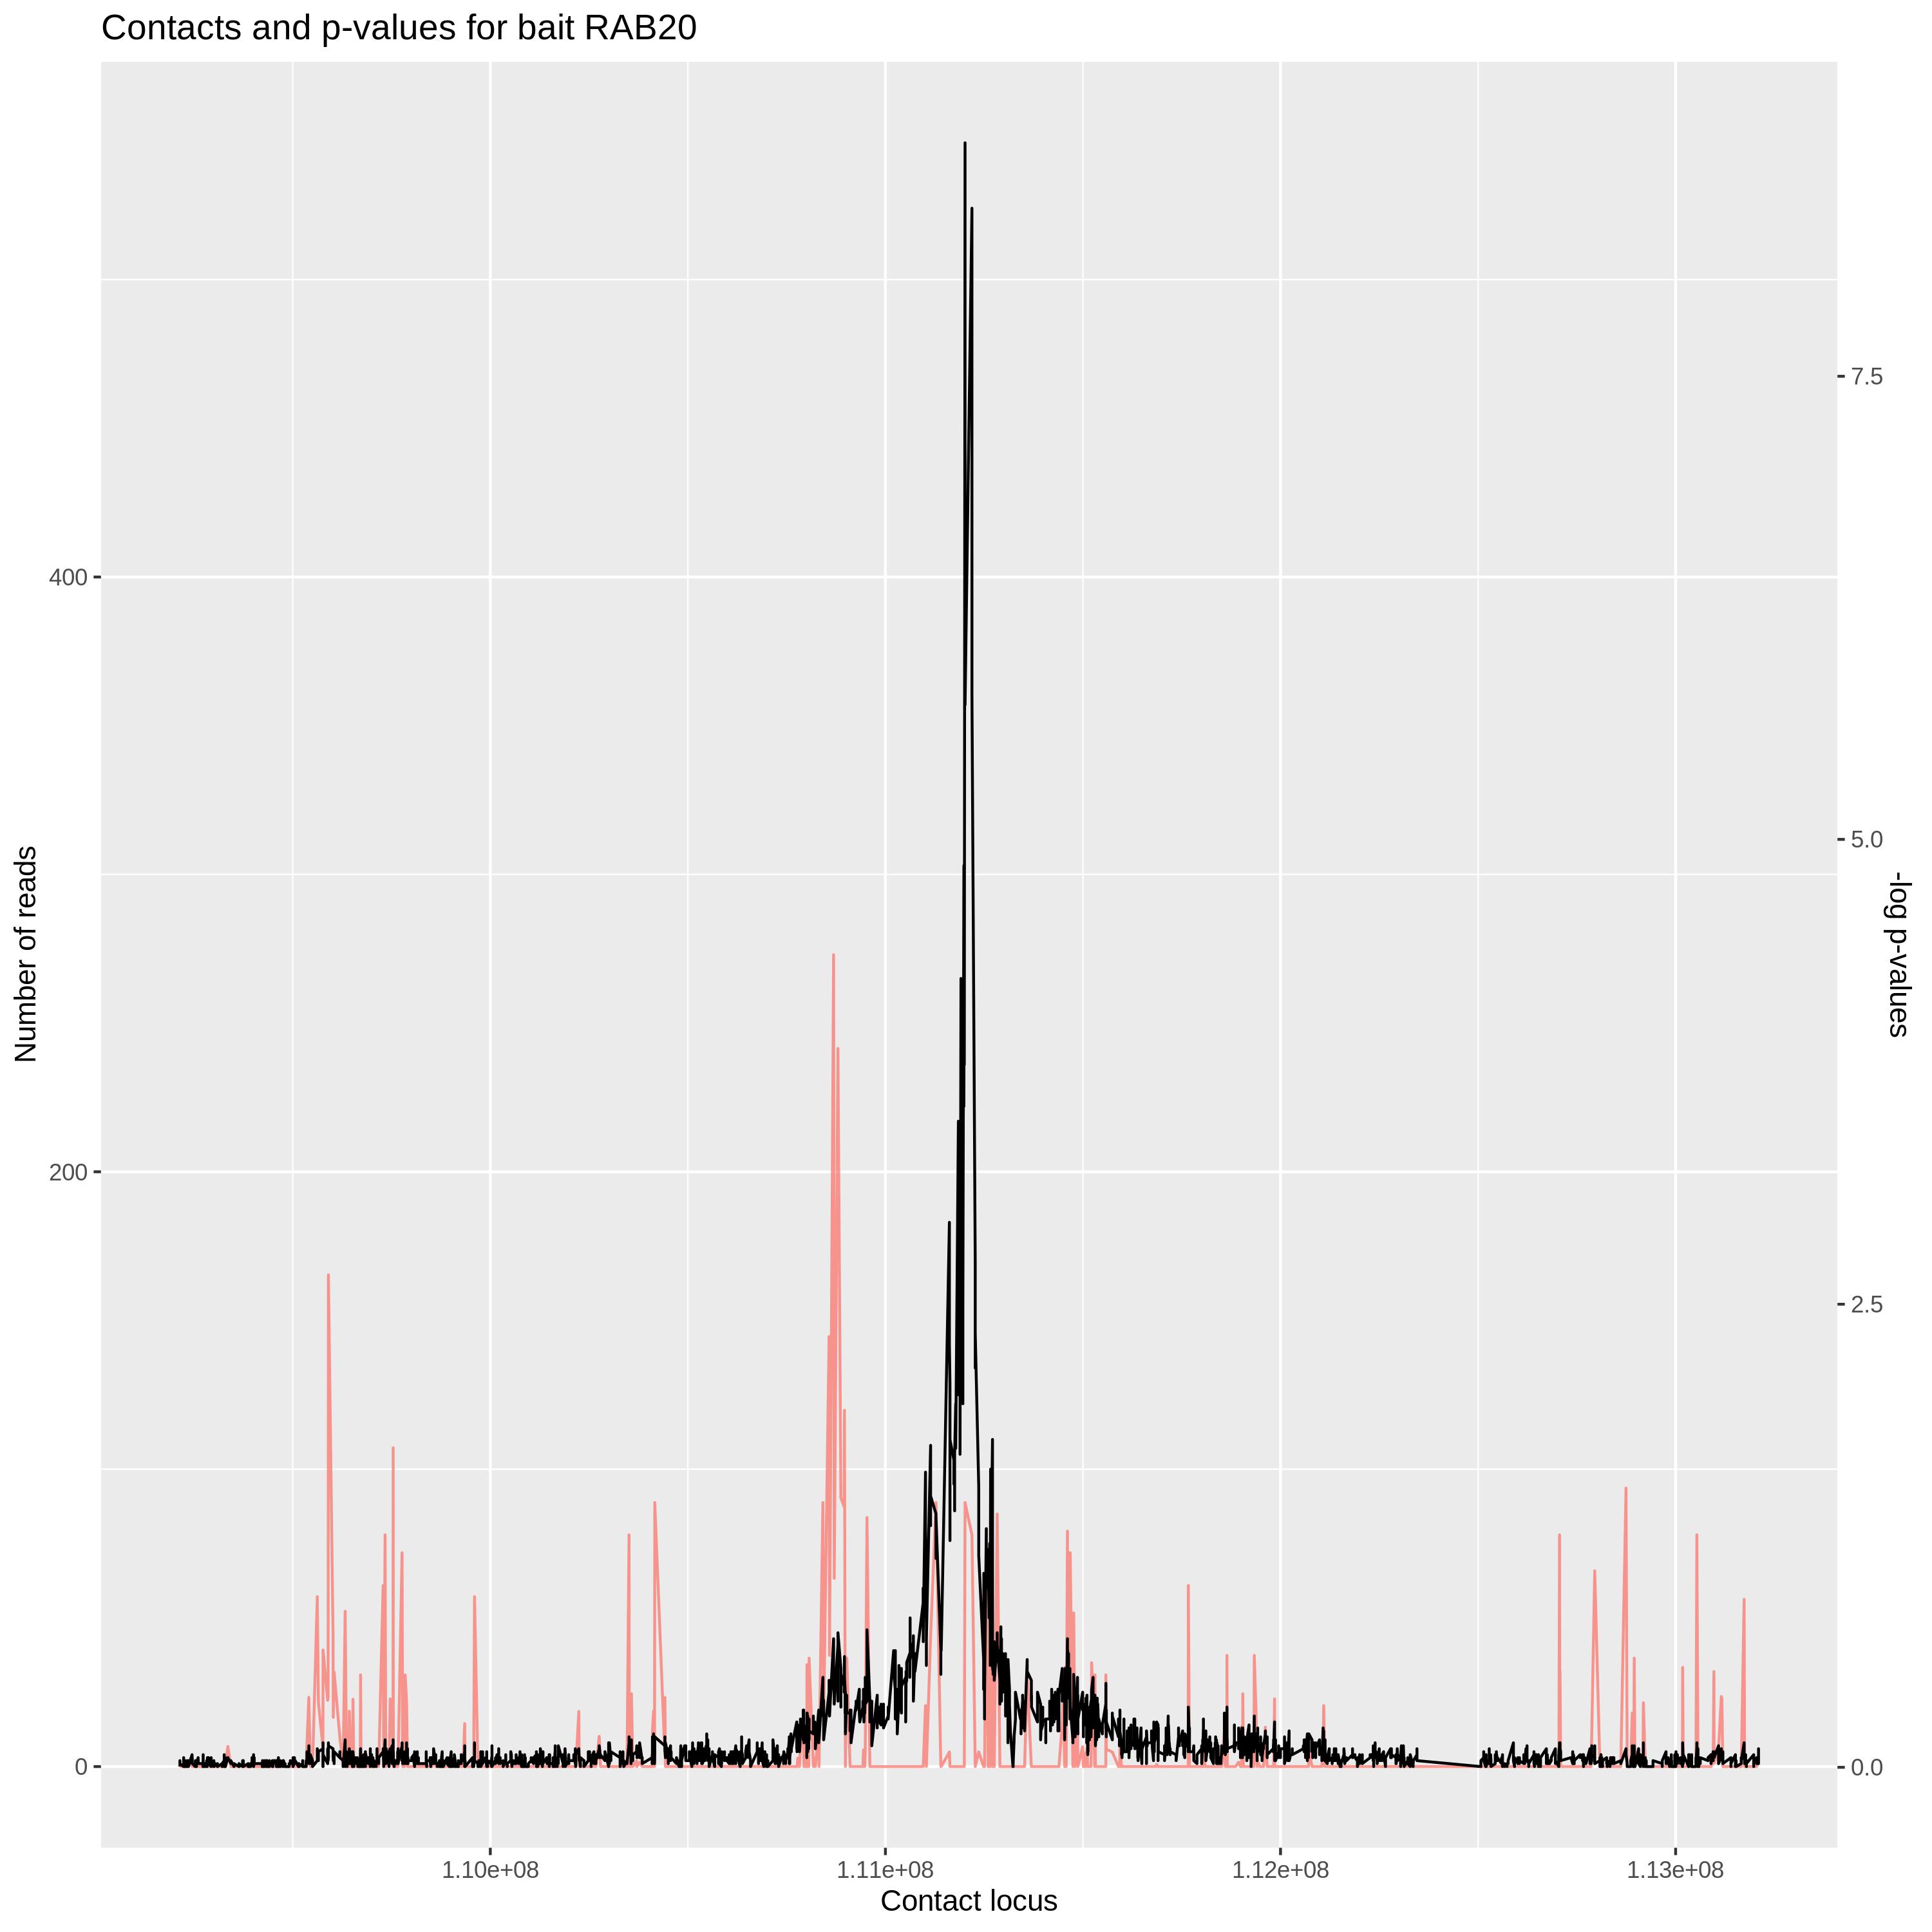 Contacts and p-values for bait RAB20
Number of reads
400
200
0
7.5
5.0
2.5
0.0
-log p-values
1.10e+08
1.11e+08
1.12e+08
1.13e+08
Contact locus